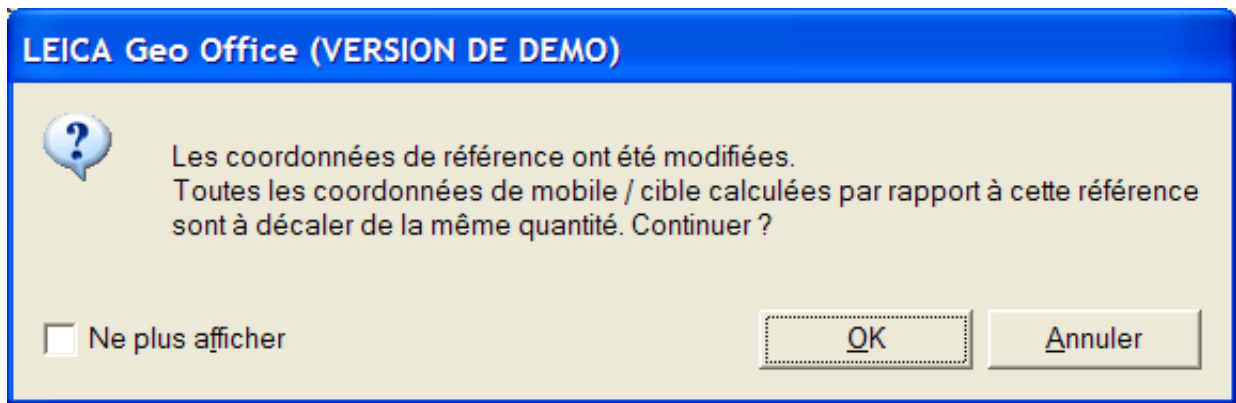 LEICA Geo Office (VERSION DE DEMO)
Les coordonnées de référence ont été modifiées.
Toutes les coordonnées de mobile / cible calculées par rapport à cette référence
sont à décaler de la même quantité. Continuer ?
Ne plus afficher
OK
Annuler